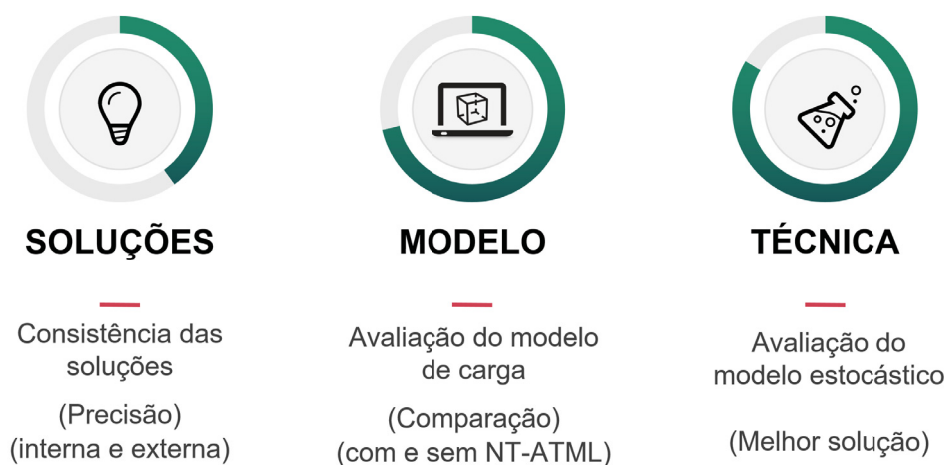 SOLUÇÕES
Consistência das
soluções
(Precisão)
(interna e externa)
MODELO
Avaliação do modelo
de carga
(Comparação)
(com e sem NT-ATML)
TÉCNICA
Avaliação do
modelo estocástico
(Melhor solução)